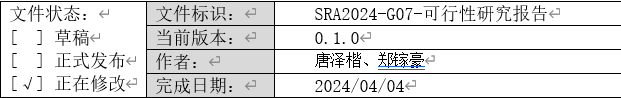 文件状态： 文件标识： SRA2024-G07-可行性研究报告
[  ] 草稿 当前版本： 0.1.0
[  ] 正式发布 作者： 唐泽楷、郑骣豪
[√] 正在修改 完成日期： 2024/04/04